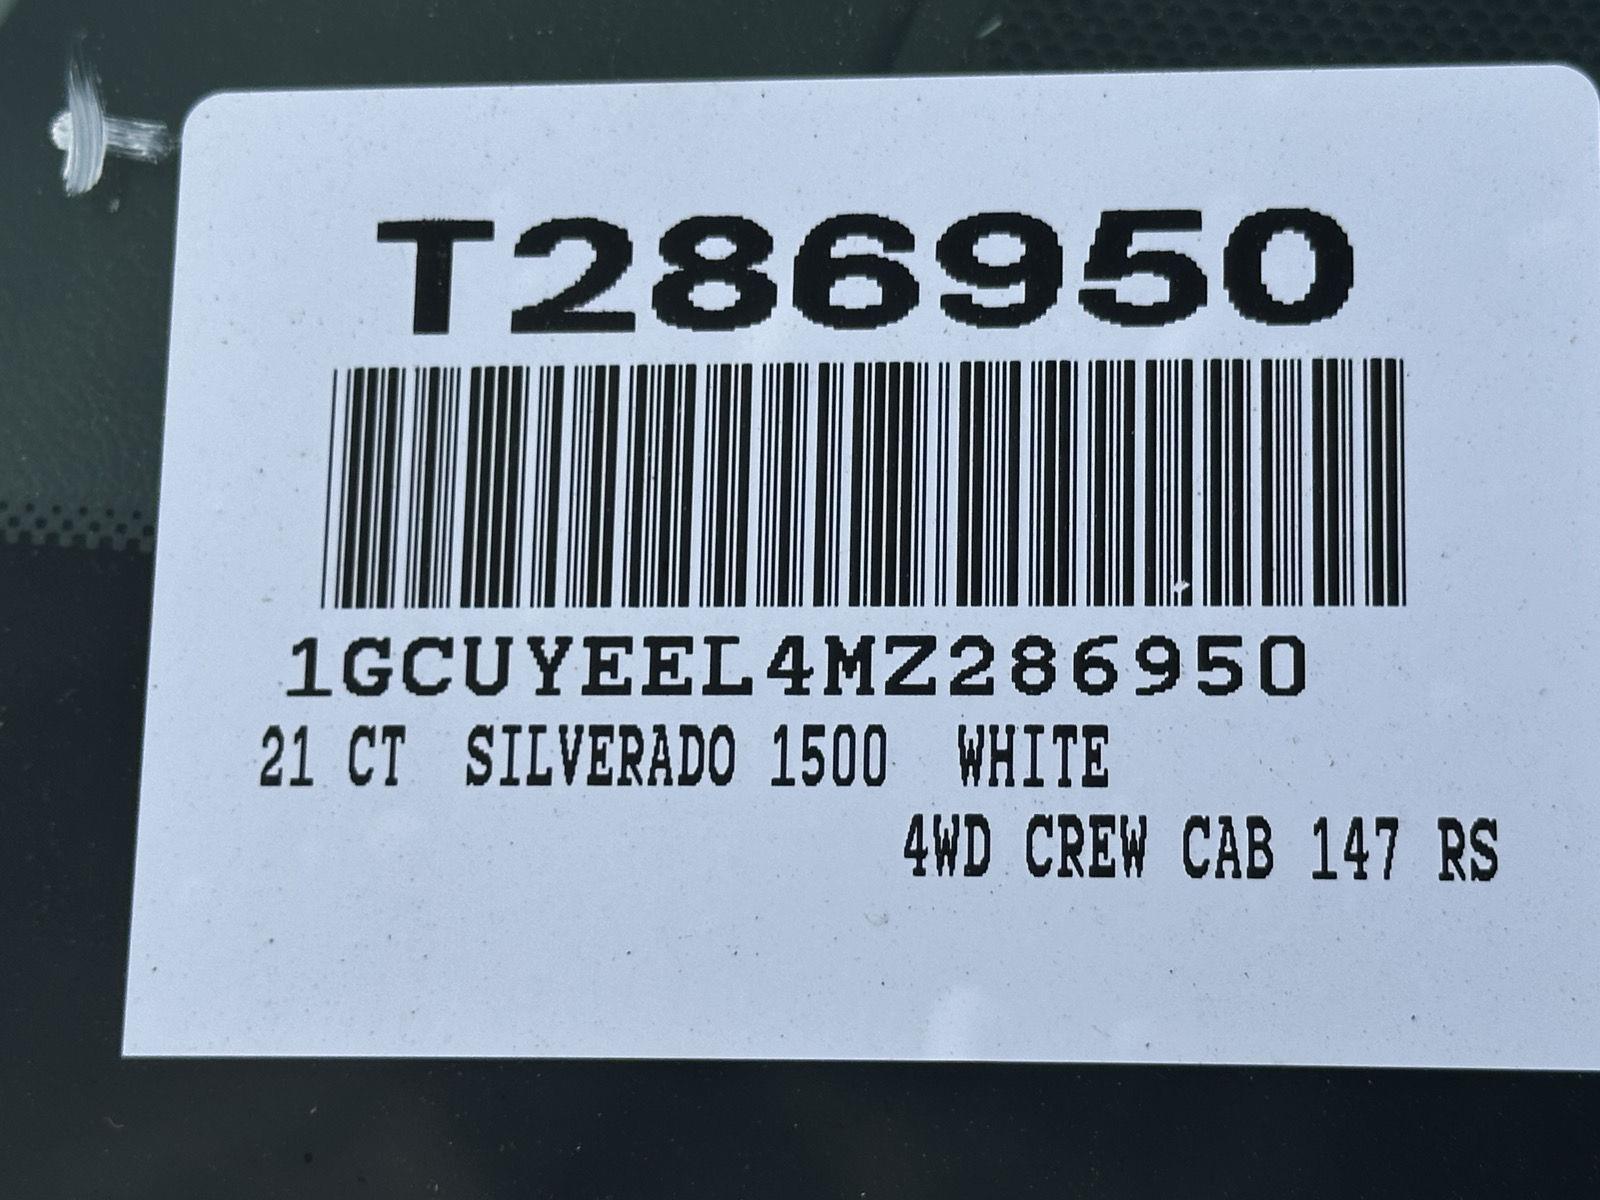 T286950
1GCUYEEL4MZ286950
21 CT SILVERADO 1500 WHITE
4WD CREW CAB 147 RS